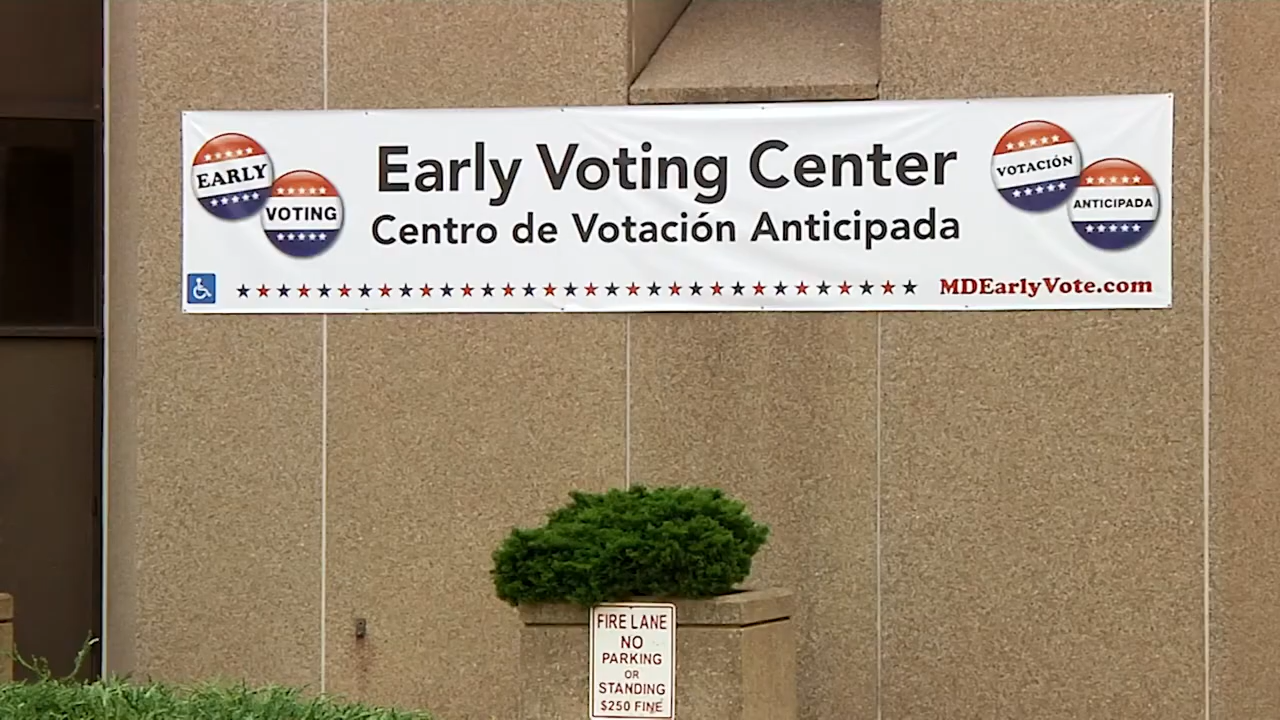 EARLY
VOTING
Early Voting Center
Centro de Votación Anticipada
VOTACIÓN
ANTICIPADA
MDEarlyVote.com
FIRE LANE
NO
PARKING
OR
STANDING
$250 FINE